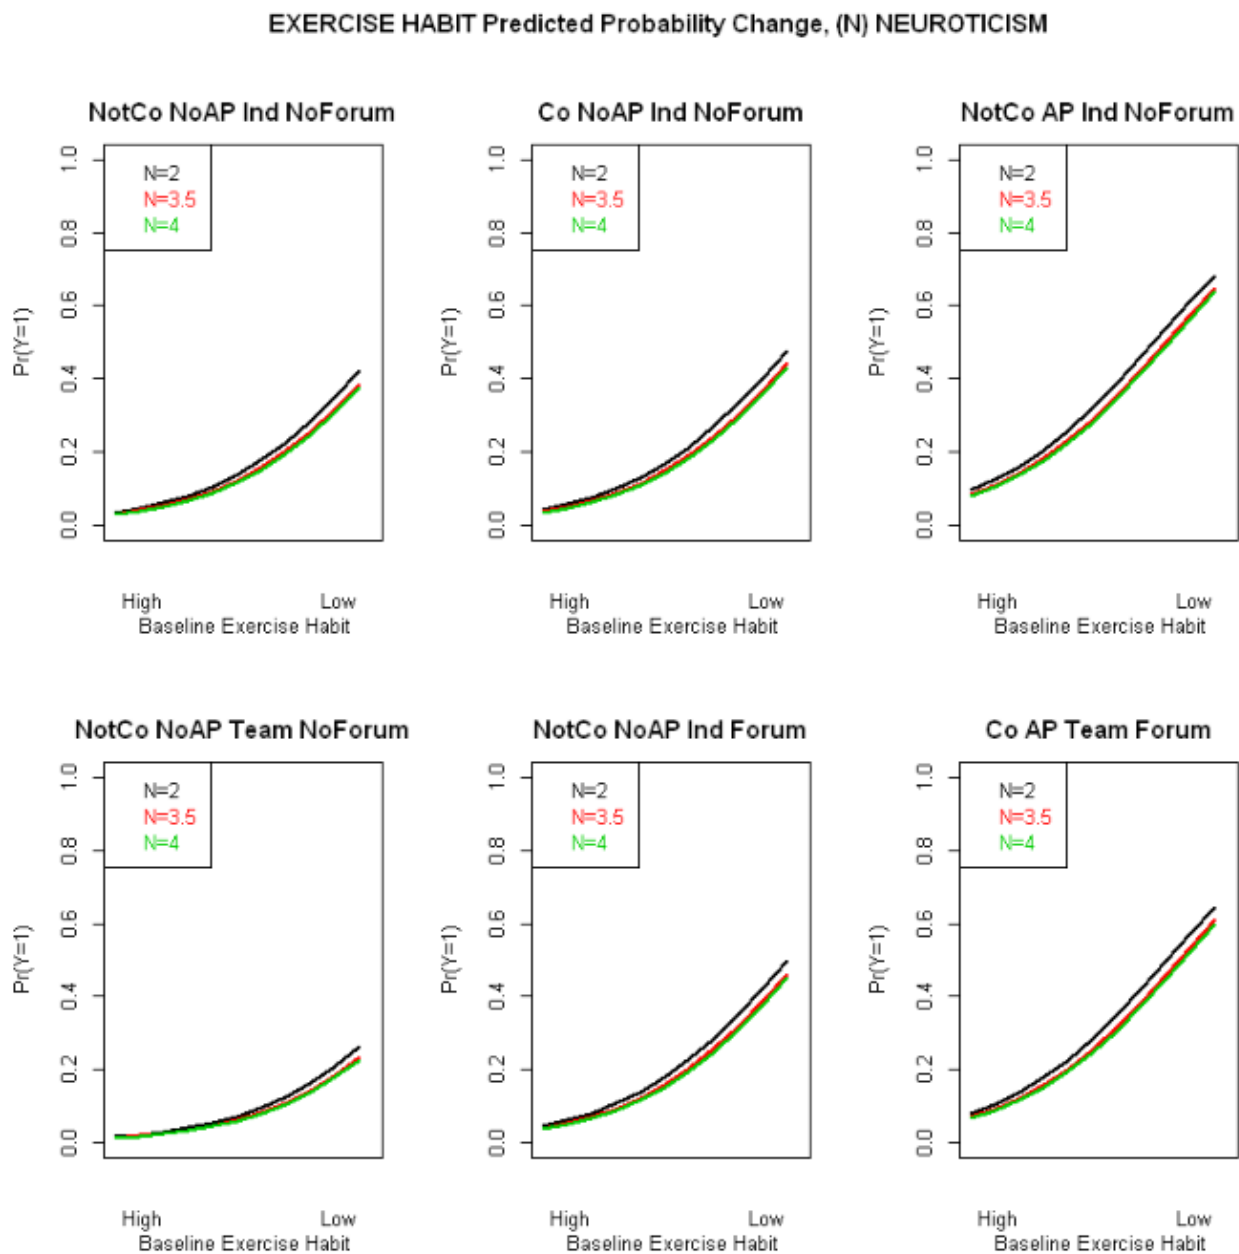 EXERCISE HABIT Predicted Probability Change, (N) NEUROTICISM
NotCo NoAP Ind NoForum
N=2
N=3.5
N=4
Pr(Y=1)
1.0
0.8
0.6
0.4
0.2
0.0
High Low
Baseline Exercise Habit
Co NoAP Ind NoForum
N=2
N=3.5
N=4
Pr(Y=1)
1.0
0.8
0.6
0.4
0.2
0.0
High Low
Baseline Exercise Habit
NotCo AP Ind NoForum
N=2
N=3.5
N=4
Pr(Y=1)
1.0
0.8
0.6
0.4
0.2
0.0
High Low
Baseline Exercise Habit
NotCo NoAP Team NoForum
N=2
N=3.5
N=4
Pr(Y=1)
1.0
0.8
0.6
0.4
0.2
0.0
High Low
Baseline Exercise Habit
NotCo NoAP Ind Forum
N=2
N=3.5
N=4
Pr(Y=1)
1.0
0.8
0.6
0.4
0.2
0.0
High Low
Baseline Exercise Habit
Co AP Team Forum
N=2
N=3.5
N=4
Pr(Y=1)
1.0
0.8
0.6
0.4
0.2
0.0
High Low
Baseline Exercise Habit